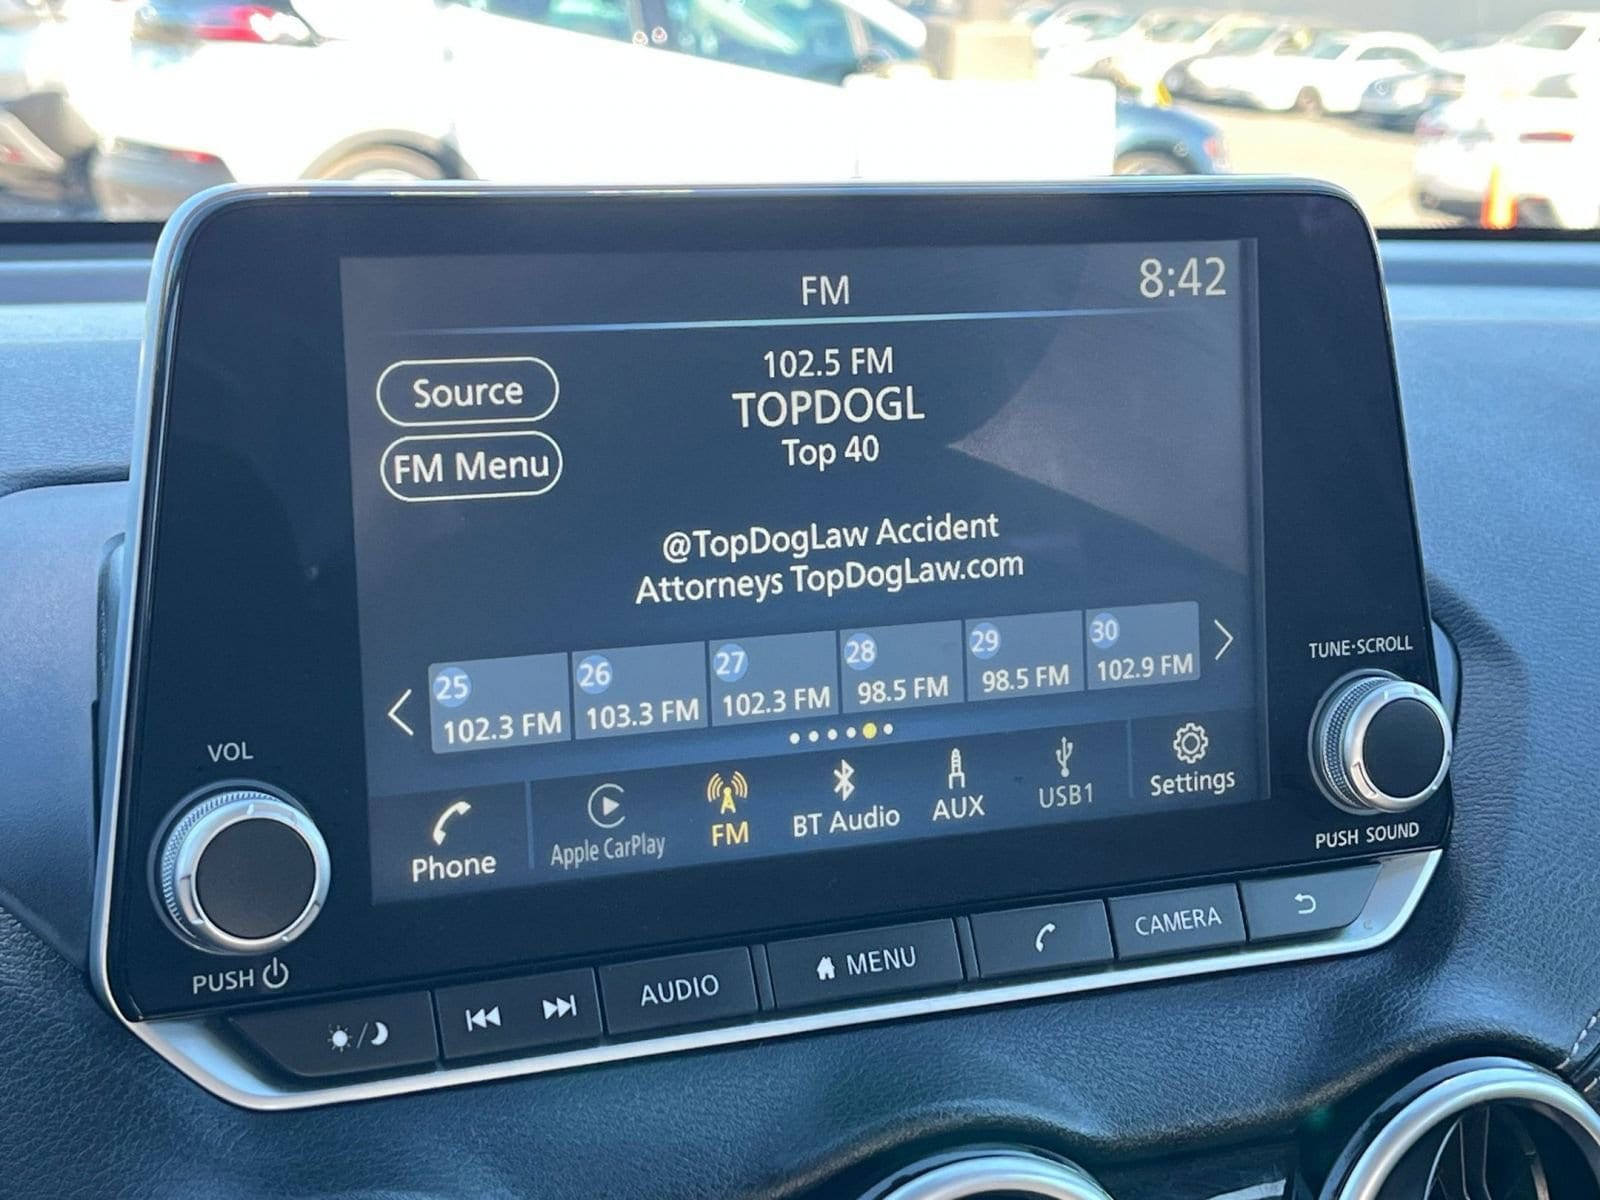 FM
8:42
Source
FM Menu
102.5 FM
TOPDOGL
Top 40
@TopDogLaw Accident
Attorneys TopDogLaw.com
25
102.3 FM
26
103.3 FM
27
102.3 FM
28
98.5 FM
29
98.5 FM
30
102.9 FM
Phone
Apple CarPlay
FM
BT Audio
AUX
USB1
Settings
VOL
PUSH
TUNE·SCROLL
PUSH SOUND
AUDIO
MENU
CAMERA